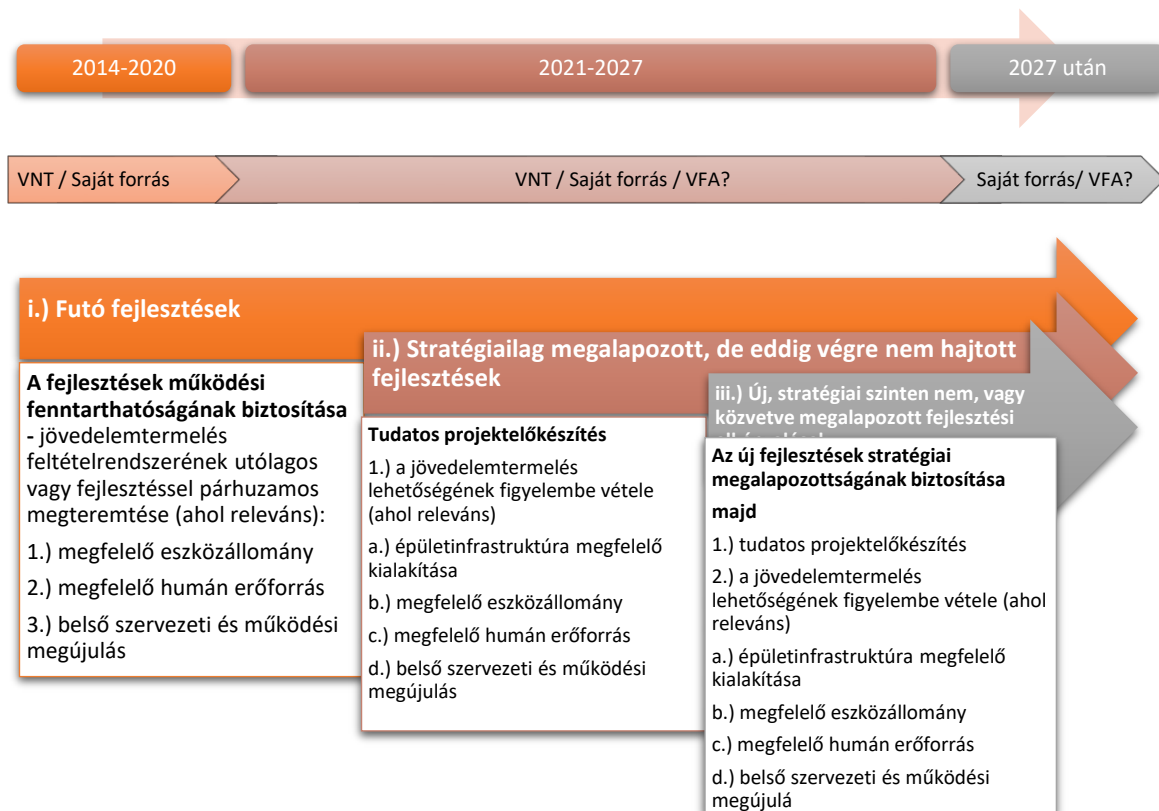 2014-2020
2021-2027
2027 után
VNT / Saját forrás
VNT / Saját forrás / VFA?
Saját forrás/ VFA?
i.) Futó fejlesztések
A fejlesztések működési
fenntarthatóságának biztosítása
- jövedelemtermelés
feltételrendszerének utólagos
vagy fejlesztéssel párhuzamos
megteremtése (ahol releváns):
1.) megfelelő eszközállomány
2.) megfelelő humán erőforrás
3.) belső szervezeti és működési
megújulás
ii.) Stratégiailag megalapozott, de eddig végre nem hajtott
fejlesztések
Tudatos projektelőkészítés
1.) a jövedelemtermelés
lehetőségének figyelembe vétele
(ahol releváns)
a.) épületinfrastruktúra megfelelő
kialakítása
b.) megfelelő eszközállomány
c.) megfelelő humán erőforrás
d.) belső szervezeti és működési
megújulás
iii.) Új, stratégiai szinten nem, vagy
közvetve megalapozott fejlesztési
Az új fejlesztések stratégiai
megalapozottságának biztosítása
majd
1.) tudatos projektelőkészítés
2.) a jövedelemtermelés
lehetőségének figyelembe vétele (ahol
releváns)
a.) épületinfrastruktúra megfelelő
kialakítása
b.) megfelelő eszközállomány
c.) megfelelő humán erőforrás
d.) belső szervezeti és működési
megújulá